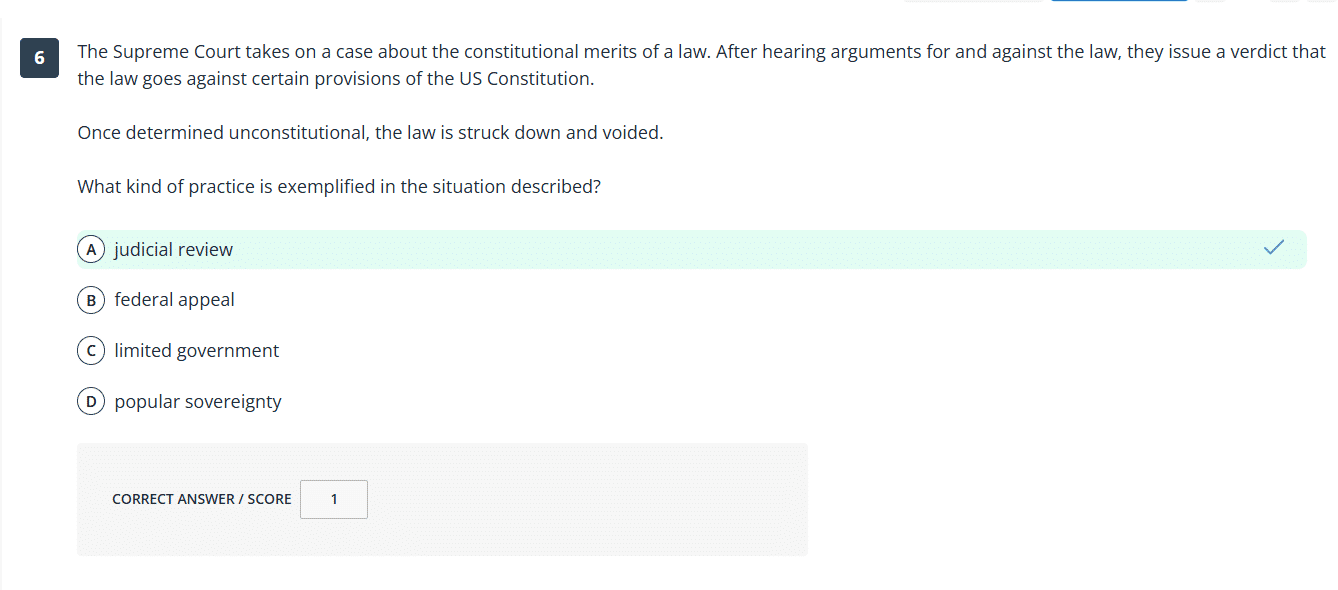 6
The Supreme Court takes on a case about the constitutional merits of a law. After hearing arguments for and against the law, they issue a verdict that
the law goes against certain provisions of the US Constitution.
Once determined unconstitutional, the law is struck down and voided.
What kind of practice is exemplified in the situation described?
A judicial review
B federal appeal
C limited government
D popular sovereignty
CORRECT ANSWER / SCORE 1